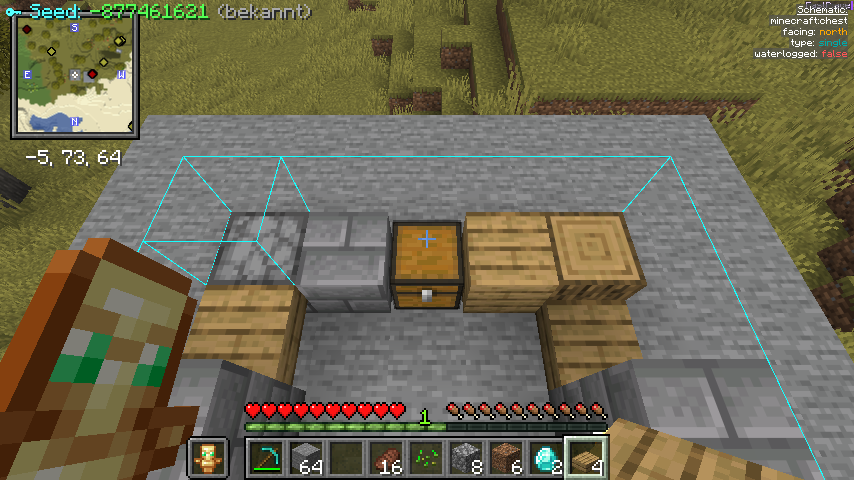 Seed: -877461621 (bekannt)
S
E
W
N
-5, 73, 64
Schematic:
minecraft:chest
facing: north
type: single
waterlogged: false
1
64
16
8
6
2
4